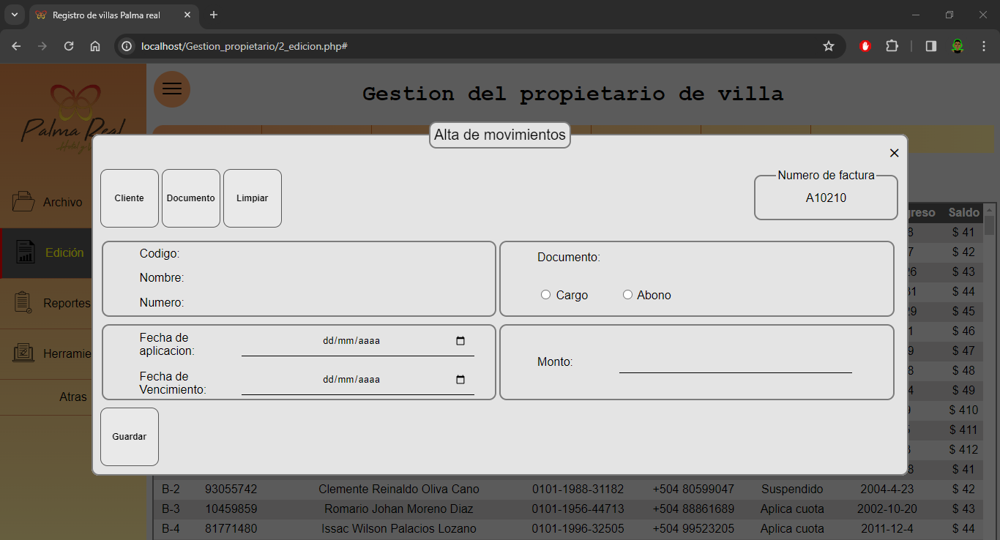 Registro de villas Palma real
localhost/Gestion_propietario/2_edicion.php#
Palma Real
Gestion del propietario de villa
Archivo
Edición
Reportes
Herramie
Atras
Alta de movimientos
Cliente
Documento
Limpiar
Numero de factura
A10210
Codigo:
Nombre:
Numero:
Documento:
Cargo
Abono
Fecha de
aplicacion:
dd/mm/aaaa
Fecha de
Vencimiento:
dd/mm/aaaa
Monto:
Guardar
greso Saldo
8 $ 41
7 $ 42
26 $ 43
31 $ 44
29 $ 45
1 $ 46
9 $ 47
8 $ 48
4 $ 49
9 $ 410
$ 411
3 $ 412
8 $ 41
B-2 93055742 Clemente Reinaldo Oliva Cano 0101-1988-31182 +504 80599047 Suspendido 2004-4-23 $ 42
B-3 10459859 Romario Johan Moreno Diaz 0101-1956-44713 +504 88861689 Aplica cuota 2002-10-20 $ 43
B-4 81771480 Issac Wilson Palacios Lozano 0101-1996-32505 +504 99523205 Aplica cuota 2011-12-4 $ 44